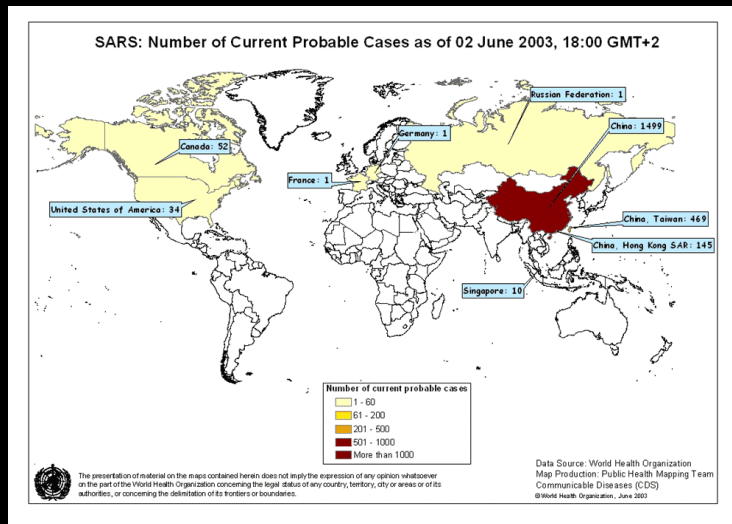 SARS: Number of Current Probable Cases as of 02 June 2003, 18:00 GMT+2
Russian Federation: 1
China: 1499
Germany: 1
Canada: 52
France: 1
United States of America: 34
China, Taiwan: 469
China, Hong Kong SAR: 145
Singapore: 10
Number of current probable cases
1 - 60
61 - 200
201 - 500
501 - 1000
More than 1000
The presentation of material on the maps contained herein does not imply the expression of any opinion whatsoever
on the part of the World Health Organization concerning the legal status of any country, territory, city or areas or of its
authorities, or concerning the delimitation of its frontiers or boundaries.
Data Source: World Health Organization
Map Production: Public Health Mapping Team
Communicable Diseases (CDS)
©World Health Organization, June 2003